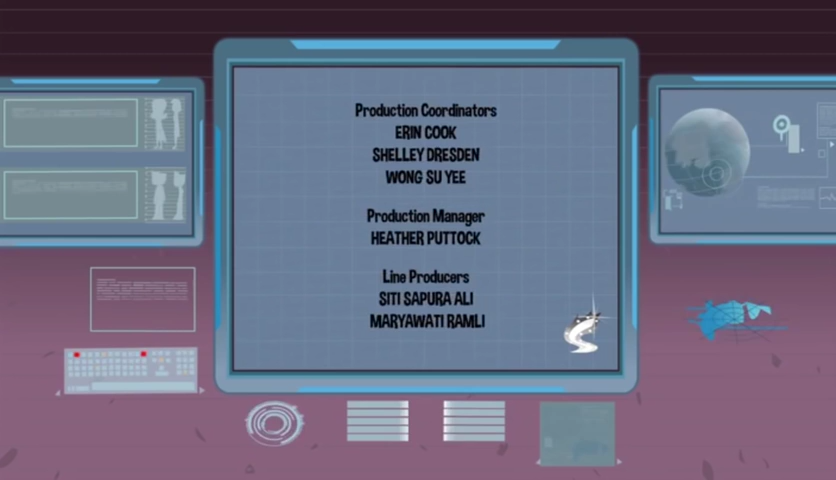 Production Coordinators
ERIN COOK
SHELLEY DRESDEN
WONG SU YEE
Production Manager
HEATHER PUTTOCK
Line Producers
SITI SAPURA ALI
MARYAWATI RAMLI